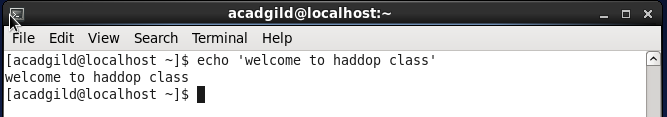 acadgild@localhost:~
File Edit View Search Terminal Help
[acadgild@localhost ~]$ echo 'welcome to haddop class'
welcome to haddop class
[acadgild@localhost ~]$